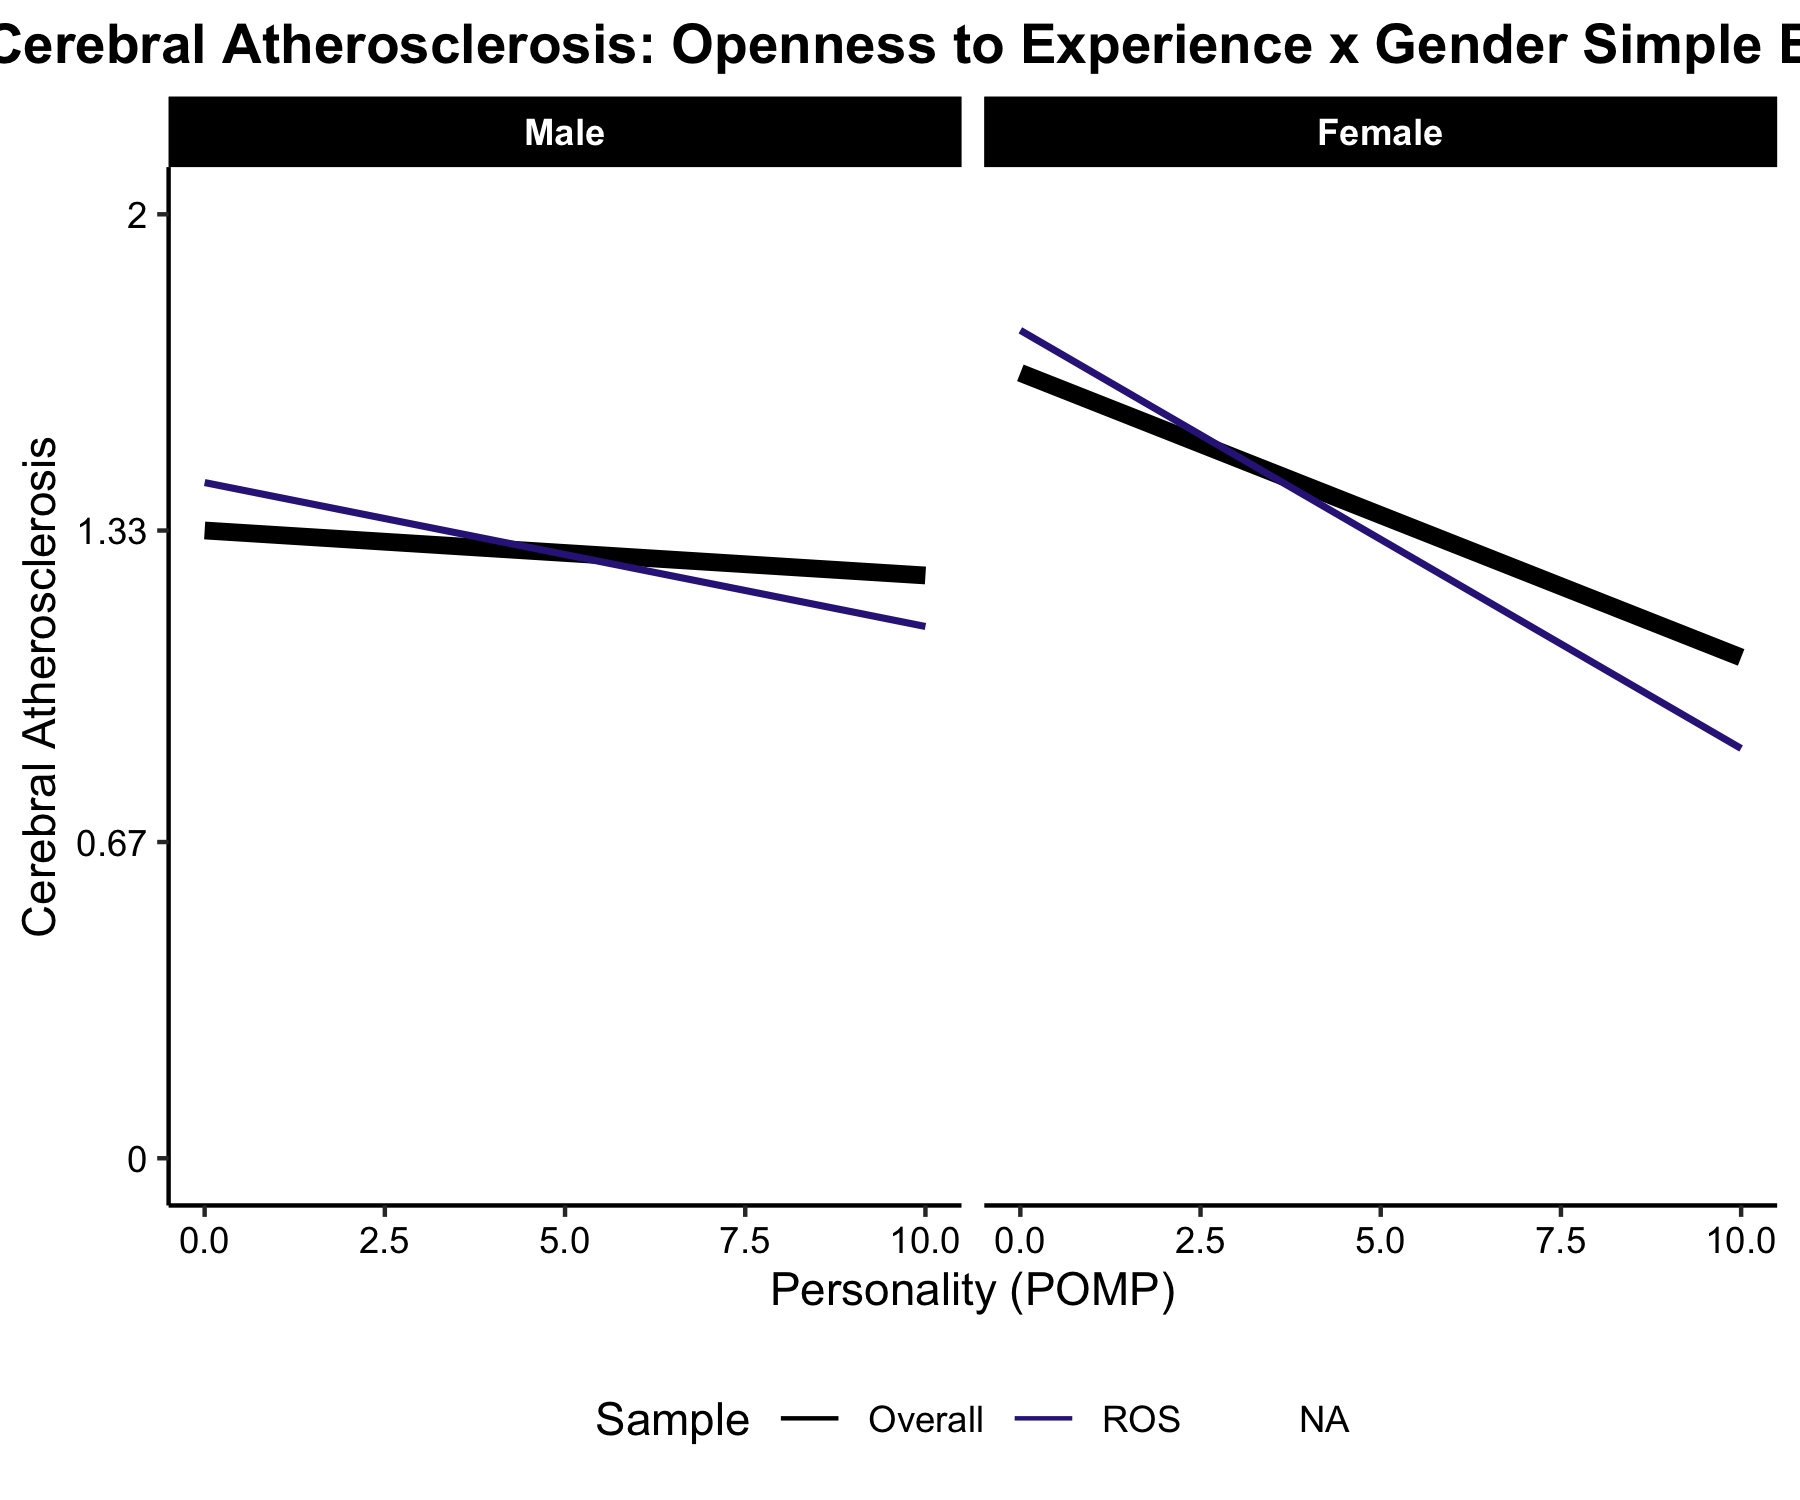 Cerebral Atherosclerosis: Openness to Experience x Gender Simple
Male Female
Cerebral Atherosclerosis
2
1.33
0.67
0
0.0 2.5 5.0 7.5 10.0 0.0 2.5 5.0 7.5 10.0
Personality (POMP)
Sample Overall ROS NA